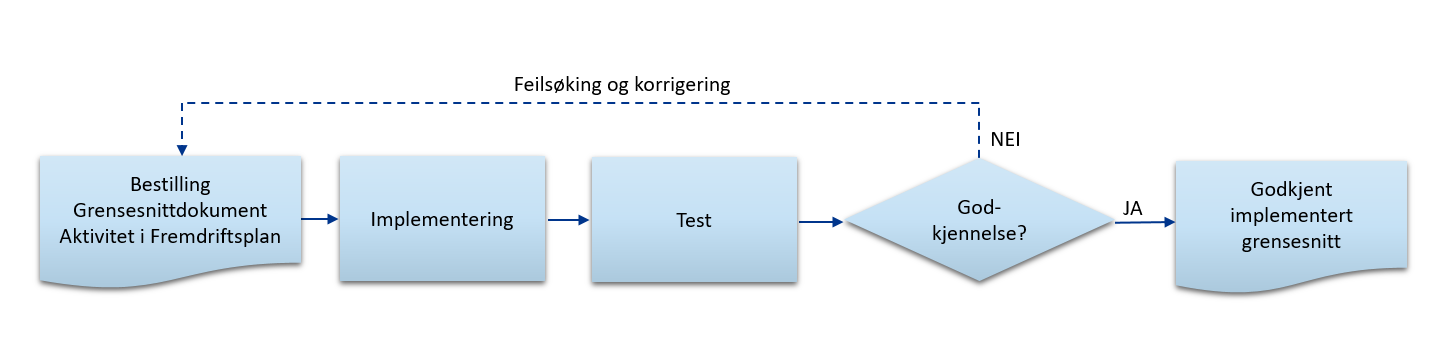 Feilsøking og korrigering
NEI
Bestilling
Grensesnittdokument
Aktivitet i Fremdriftsplan
Implementering
Test
God-
kjennelse?
JA
Godkjent
implementert
grensesnitt